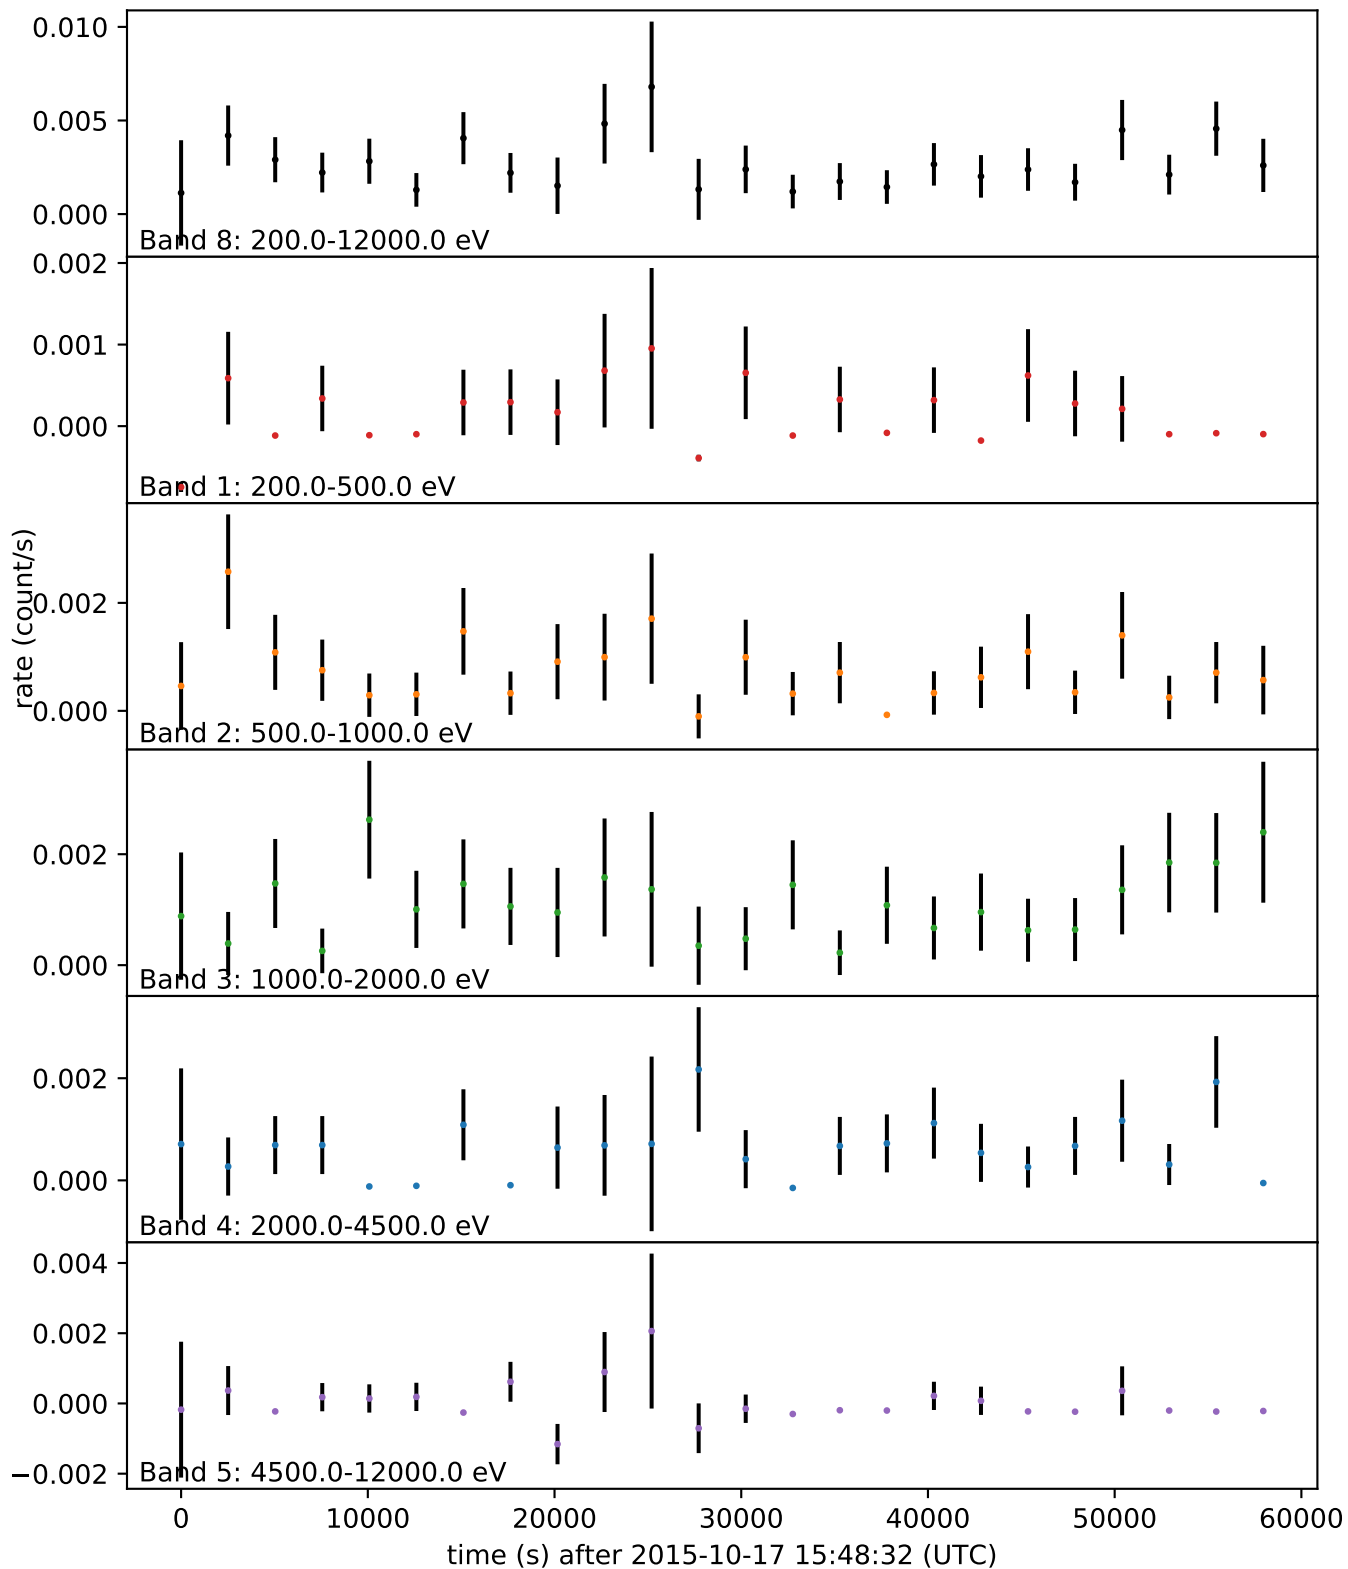 0.010
0.005
0.000
Band 8: 200.0-12000.0 eV
0.002
0.001
0.000
Band 1: 200.0-500.0 eV
rate (count/s)
0.002
0.000
Band 2: 500.0-1000.0 eV
0.002
0.000
Band 3: 1000.0-2000.0 eV
0.002
0.000
Band 4: 2000.0-4500.0 eV
0.004
0.002
0.000
−0.002
Band 5: 4500.0-12000.0 eV
0 10000 20000 30000 40000 50000 60000
time (s) after 2015-10-17 15:48:32 (UTC)